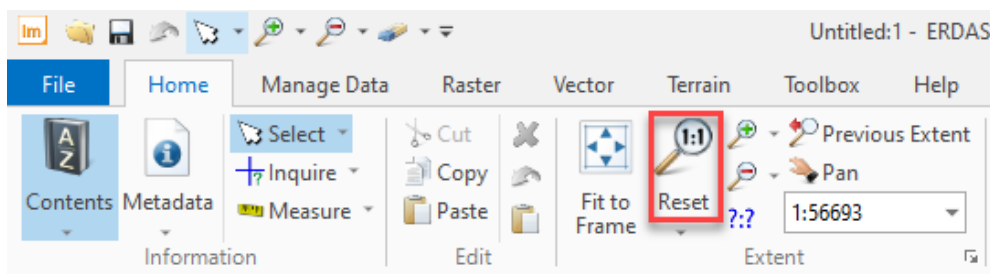 Im
Untitled:1 - ERDAS
File Home Manage Data Raster Vector Terrain Toolbox Help
A Z
Contents
Metadata
Select
Inquire
Measure
Information
Cut
Copy
Paste
Edit
Fit to
Frame
1:1
Reset
?:?
Previous Extent
Pan
1:56693
Extent